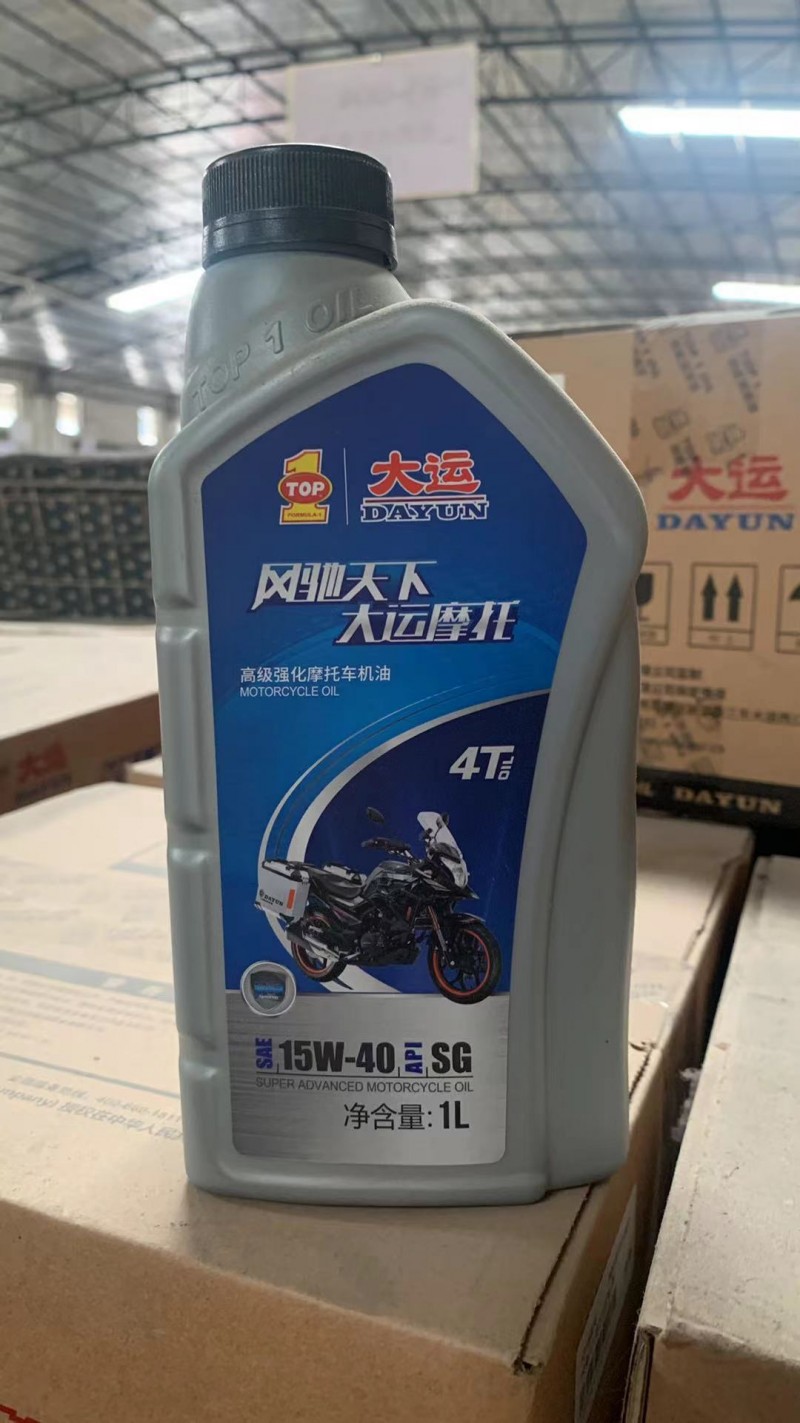 TOP 1 OIL
1
TOP
FORMULA-1
大运
DAYUN
风驰天下
大运摩托
高级强化摩托车机油
MOTORCYCLE OIL
4T OIL
DAYUN
SAE 15W-40 API SG
SUPER ADVANCED MOTORCYCLE OIL
净含量: 1L
大运
DAYUN
DAYUN
大运